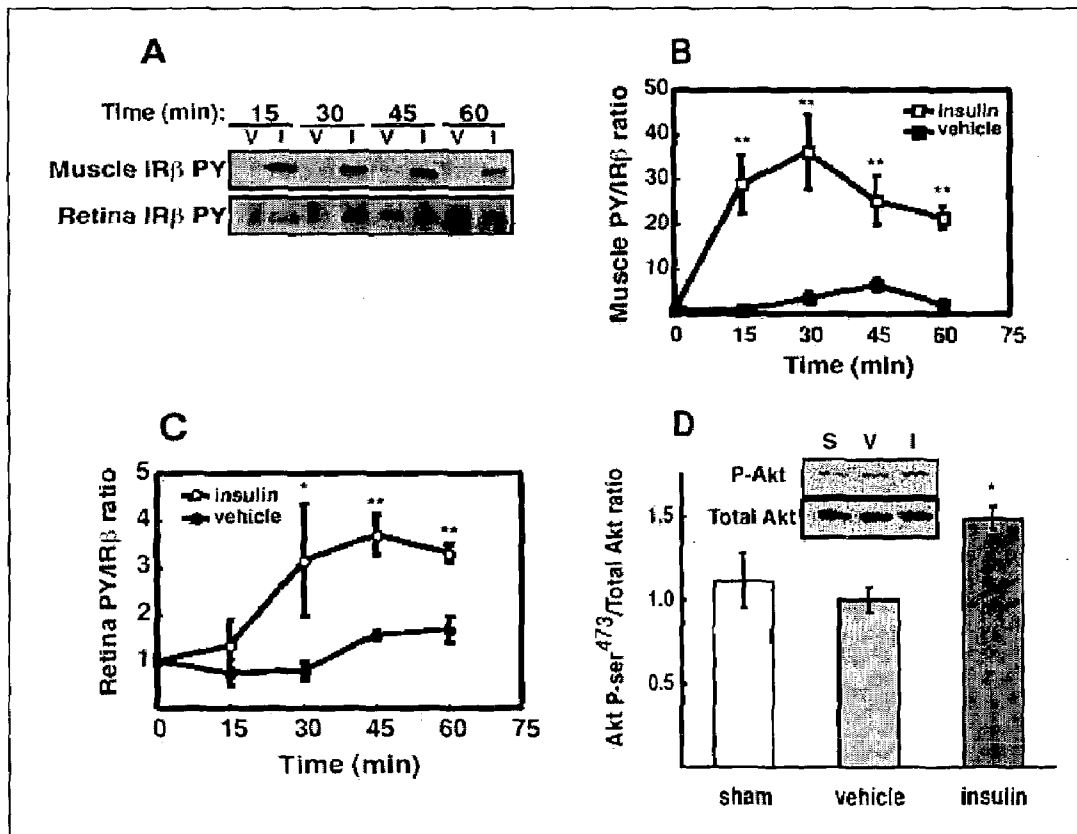 A
Time (min): 15 30 45 60
V I V I V I V I
Muscle IRβ PY
Retina IRβ PY
B
Muscle PY/IRβ ratio
50
40
30
20
10
insulin
vehicle
** ** ** **
0 15 30 45 60 75
Time (min)
C
Retina PY/IRβ ratio
5
4
3
2
1
insulin
vehicle
* ** **
0 15 30 45 60 75
Time (min)
D
S V I
P-Akt
Total Akt
Akt P-ser473/Total Akt ratio
1.5
1.0
0.5
*
sham vehicle insulin